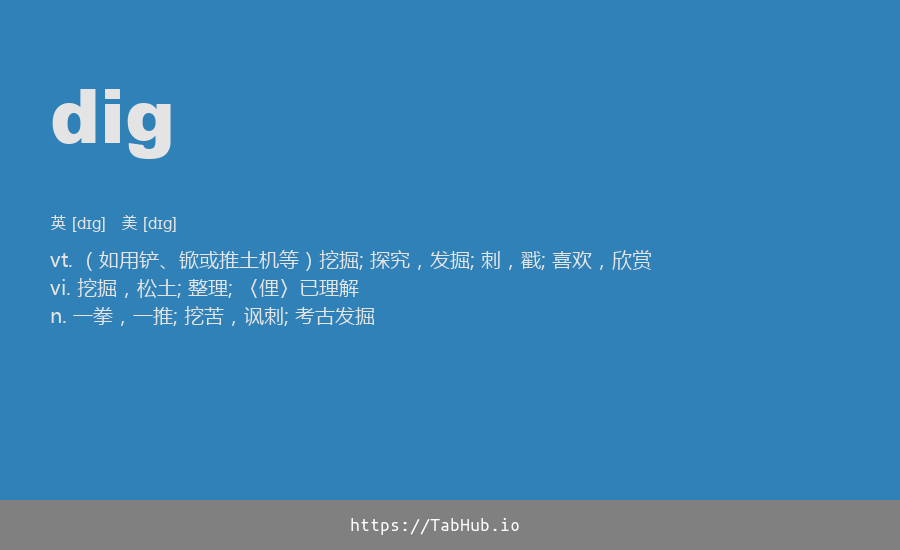 dig
英 [dɪg] 美 [dɪg]
vt. （如用铲、锨或推土机等）挖掘; 探究，发掘; 刺，戳; 喜欢，欣赏
vi. 挖掘，松土; 整理; 〈俚〉已理解
n. 一拳，一推; 挖苦，讽刺; 考古发掘
https://TabHub.io